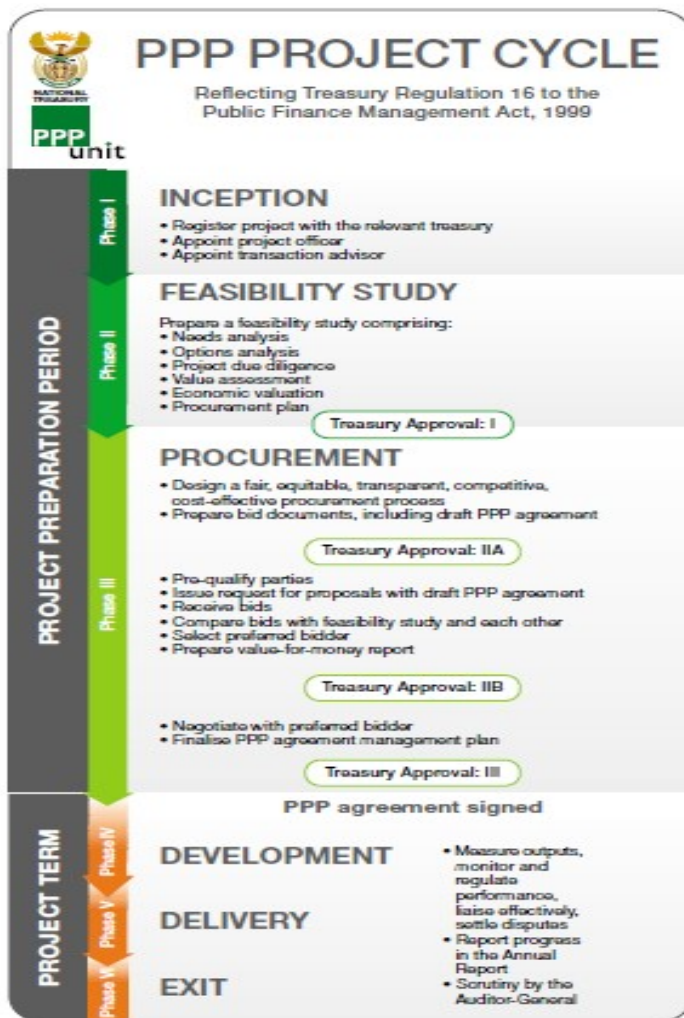 NATIONAL
TREASURY
PPP
unit
PPP PROJECT CYCLE
Reflecting Treasury Regulation 16 to the
Public Finance Management Act, 1999
PROJECT PREPARATION PERIOD
Phase I
INCEPTION
• Register project with the relevant treasury
• Appoint project officer
• Appoint transaction advisor
Phase II
FEASIBILITY STUDY
Prepare a feasibility study comprising:
• Needs analysis
• Options analysis
• Project due diligence
• Value assessment
• Economic valuation
• Procurement plan
Treasury Approval: I
Phase III
PROCUREMENT
• Design a fair, equitable, transparent, competitive,
cost-effective procurement process
• Prepare bid documents, including draft PPP agreement
Treasury Approval: IIA
• Pre-qualify parties
• Issue request for proposals with draft PPP agreement
• Receive bids
• Compare bids with feasibility study and each other
• Select preferred bidder
• Prepare value-for-money report
Treasury Approval: IIB
• Negotiate with preferred bidder
• Finalise PPP agreement management plan
Treasury Approval: III
PPP agreement signed
PROJECT TERM
Phase IV
DEVELOPMENT
Phase V
DELIVERY
Phase VI
EXIT
• Measure outputs,
monitor and
regulate
performance,
liaise effectively,
settle disputes
• Report progress
in the Annual
Report
• Scrutiny by the
Auditor-General